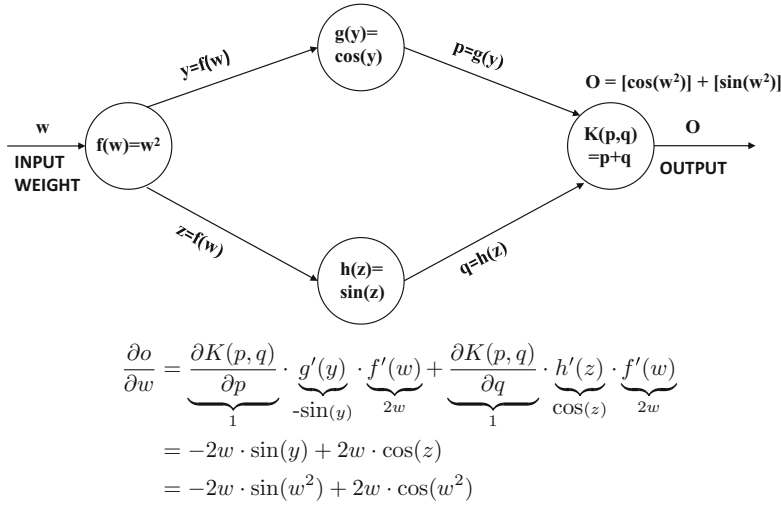 g(y)=
cos(y)
y=f(w)
p=g(y)
O = [cos(w²)] + [sin(w²)]
w
INPUT
WEIGHT
f(w)=w²
K(p,q)
=p+q
O
OUTPUT
z=f(w)
q=h(z)
h(z)=
sin(z)
∂o/∂w = ∂K(p, q)/∂p · g′(y) · f′(w) + ∂K(p, q)/∂q · h′(z) · f′(w)
1 -sin(y) 2w 1 cos(z) 2w
= −2w · sin(y) + 2w · cos(z)
= −2w · sin(w²) + 2w · cos(w²)